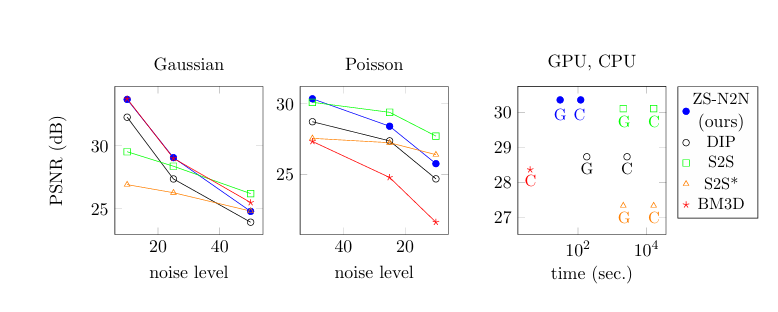 Gaussian
Poisson
GPU, CPU
PSNR (dB)
30
25
20
40
noise level
30
25
40
20
noise level
30
29
28
27
G C
G C
G C
C
G C
10^2
10^4
time (sec.)
ZS-N2N
(ours)
DIP
S2S
S2S*
BM3D